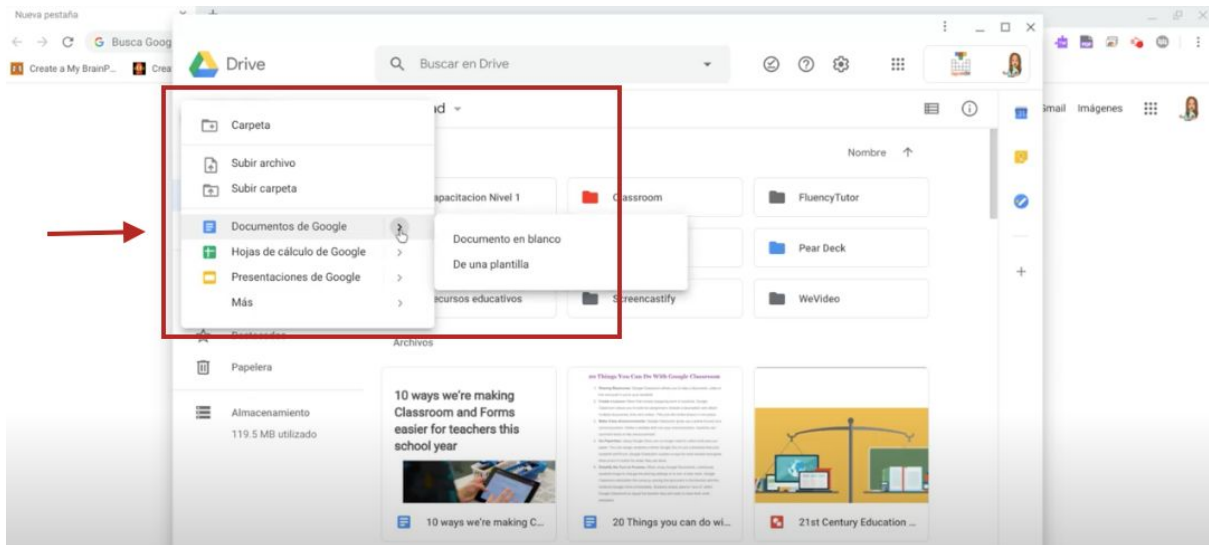 Nueva pestaña
Busca Goog
Create a My BrainP...
Crea
Drive
Buscar en Drive
Gmail Imágenes
Carpeta
Subir archivo
Subir carpeta
Documentos de Google
Hojas de cálculo de Google
Presentaciones de Google
Más
Documento en blanco
De una plantilla
Nombre
Capacitacion Nivel 1
Classroom
FluencyTutor
Pear Deck
Recursos educativos
Screencastify
WeVideo
Destacados
Papelera
Almacenamiento
119.5 MB utilizado
Archivos
10 ways we're making
Classroom and Forms
easier for teachers this
school year
20 Things You Can Do With Google Classroom
10 ways we're making C...
20 Things you can do wi...
21st Century Education ...